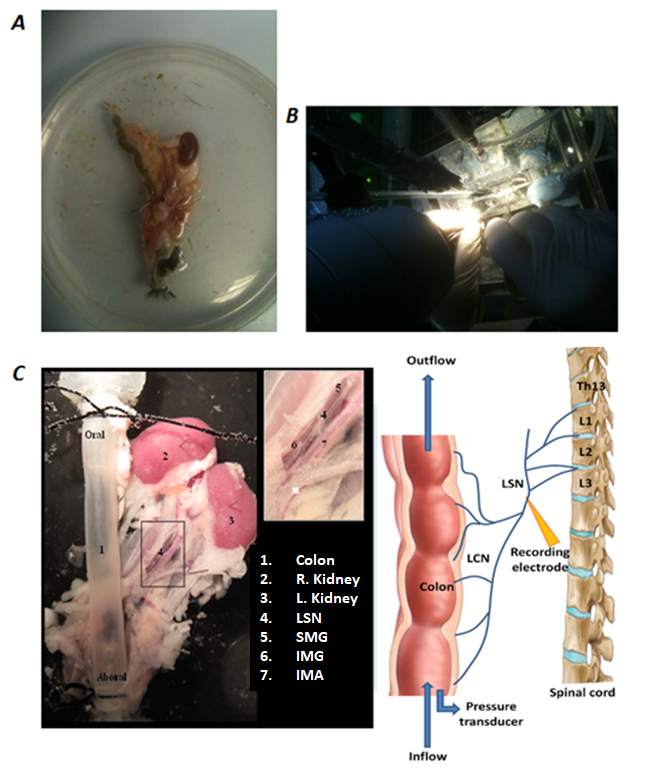 A
B
C
Oral
2
3
1
4
Aboral
5
4
6
7
1. Colon
2. R. Kidney
3. L. Kidney
4. LSN
5. SMG
6. IMG
7. IMA
Outflow
Th13
L1
L2
L3
LSN
Recording
electrode
LCN
Colon
Spinal cord
Pressure
transducer
Inflow